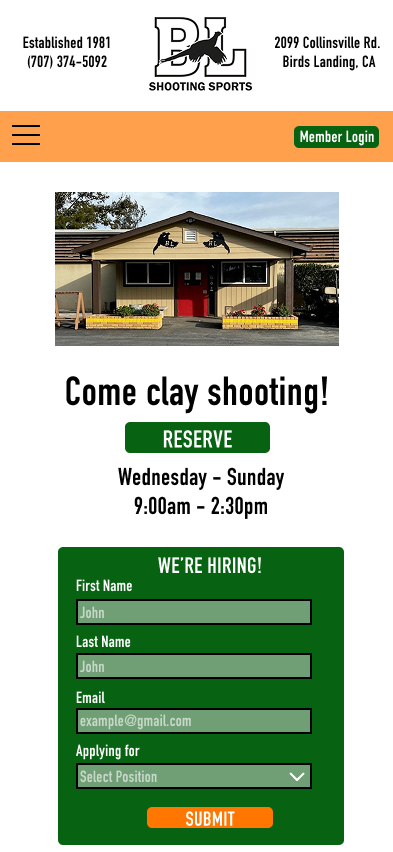 Established 1981
(707) 374-5092
BL
SHOOTING SPORTS
2099 Collinsville Rd.
Birds Landing, CA
Member Login
BL
BL
Come clay shooting!
RESERVE
Wednesday - Sunday
9:00am - 2:30pm
WE'RE HIRING!
First Name
John
Last Name
John
Email
example@gmail.com
Applying for
Select Position
SUBMIT